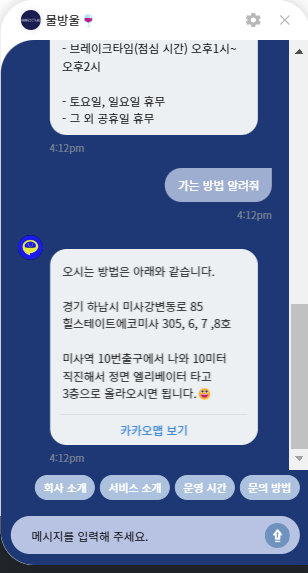 물방울🍷
- 브레이크타임(점심 시간) 오후1시~
오후2시
- 토요일, 일요일 휴무
- 그 외 공휴일 휴무
4:12pm
가는 방법 알려줘
4:12pm
오시는 방법은 아래와 같습니다.
경기 하남시 미사강변동로 85
힐스테이트에코미사 305, 6, 7 ,8호
미사역 10번출구에서 나와 10미터
직진해서 정면 엘리베이터 타고
3층으로 올라오시면 됩니다.😀
카카오맵 보기
4:12pm
회사 소개
서비스 소개
운영 시간
문의 방법
메시지를 입력해 주세요.